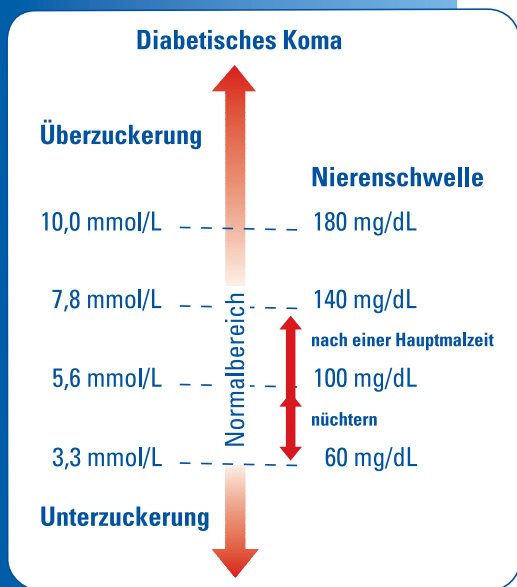 Diabetisches Koma
Überzuckerung
Nierenschwelle
10,0 mmol/L
180 mg/dL
7,8 mmol/L
140 mg/dL
Normalbereich
nach einer Hauptmalzeit
5,6 mmol/L
100 mg/dL
nüchtern
3,3 mmol/L
60 mg/dL
Unterzuckerung